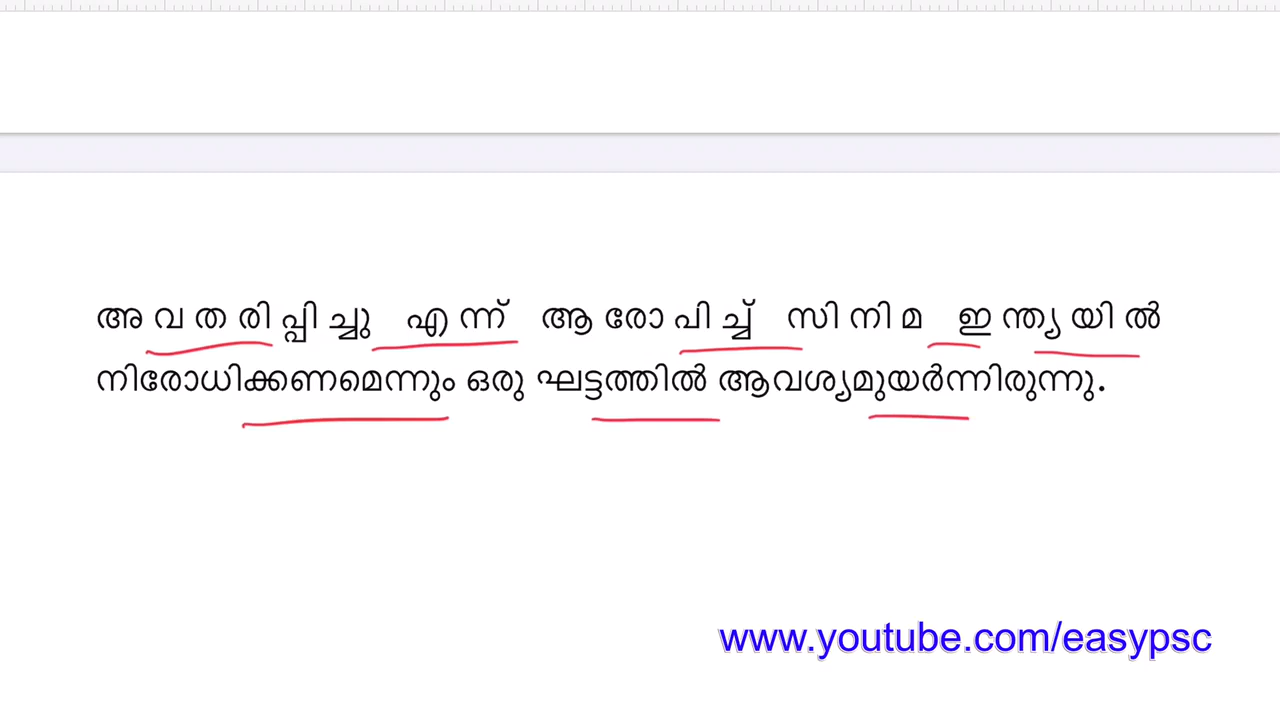 അവതരിപ്പിച്ചു എന്ന് ആരോപിച്ച് സിനിമ ഇന്ത്യയിൽ
നിരോധിക്കണമെന്നും ഒരു ഘട്ടത്തിൽ ആവശ്യമുയർന്നിരുന്നു.
www.youtube.com/easypsc